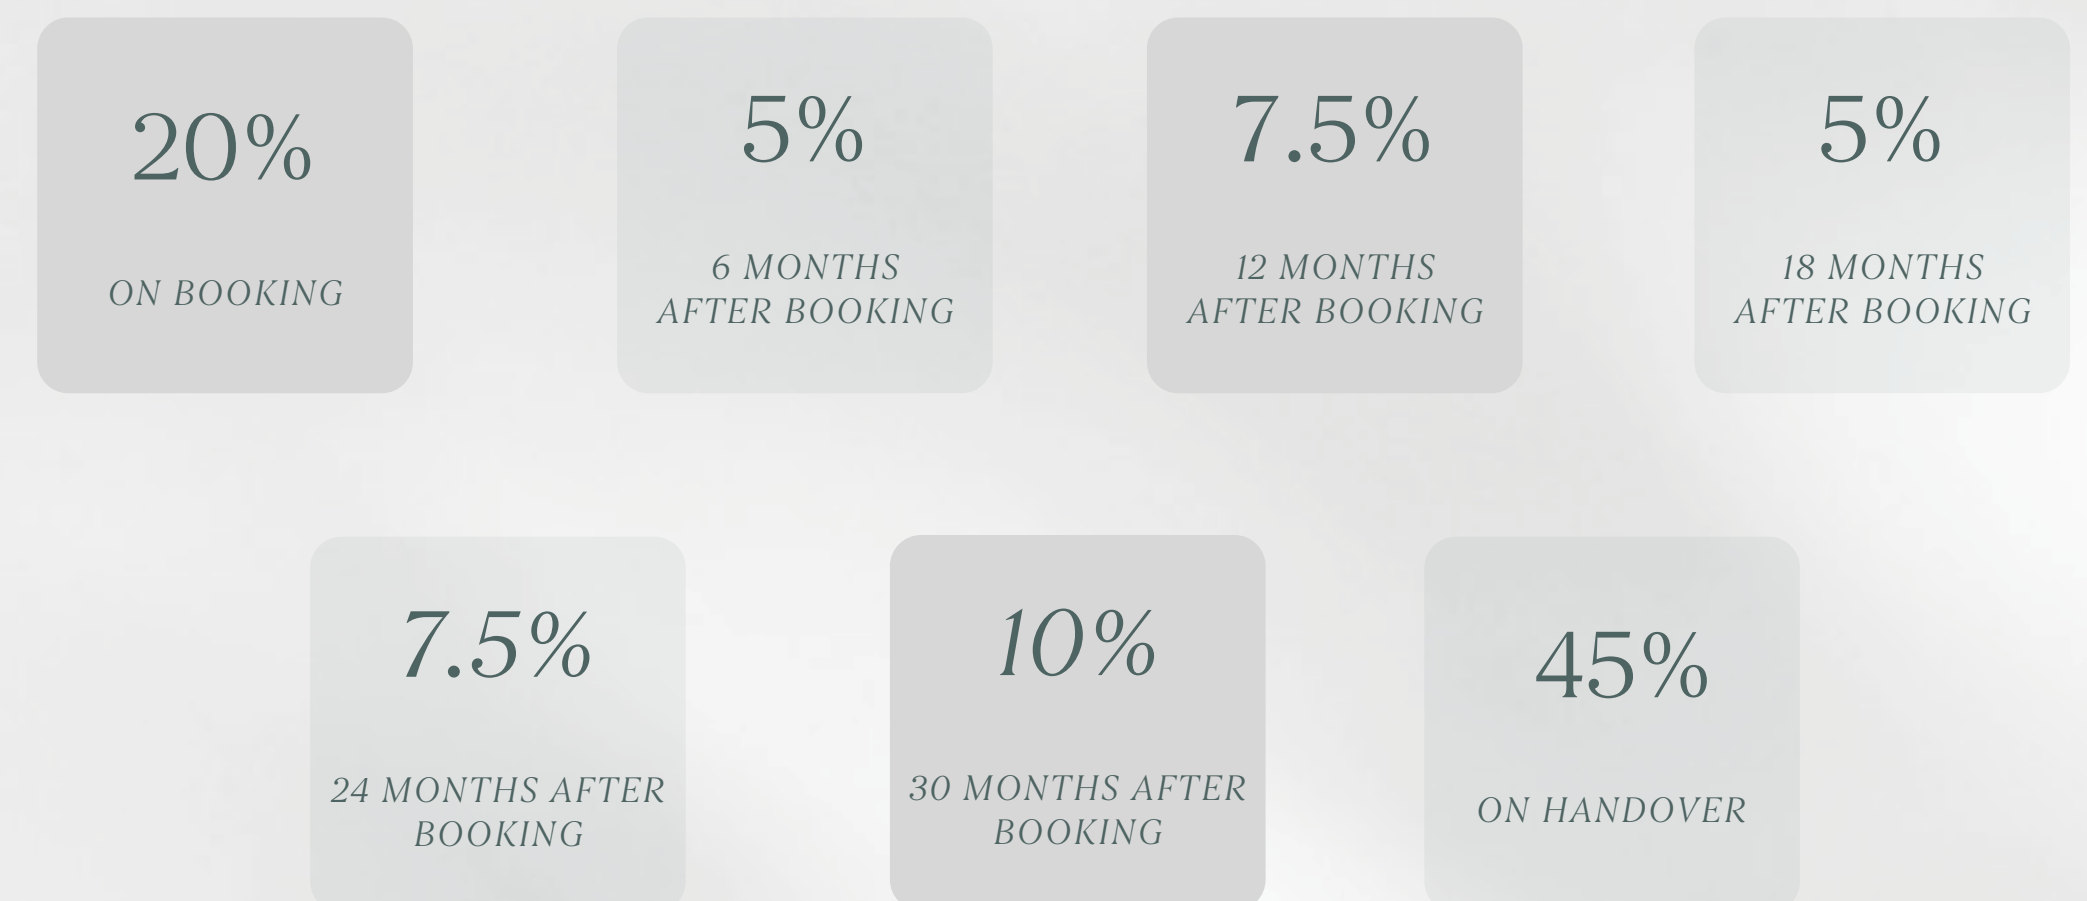 20%
ON BOOKING
5%
6 MONTHS
AFTER BOOKING
7.5%
12 MONTHS
AFTER BOOKING
5%
18 MONTHS
AFTER BOOKING
7.5%
24 MONTHS AFTER
BOOKING
10%
30 MONTHS AFTER
BOOKING
45%
ON HANDOVER